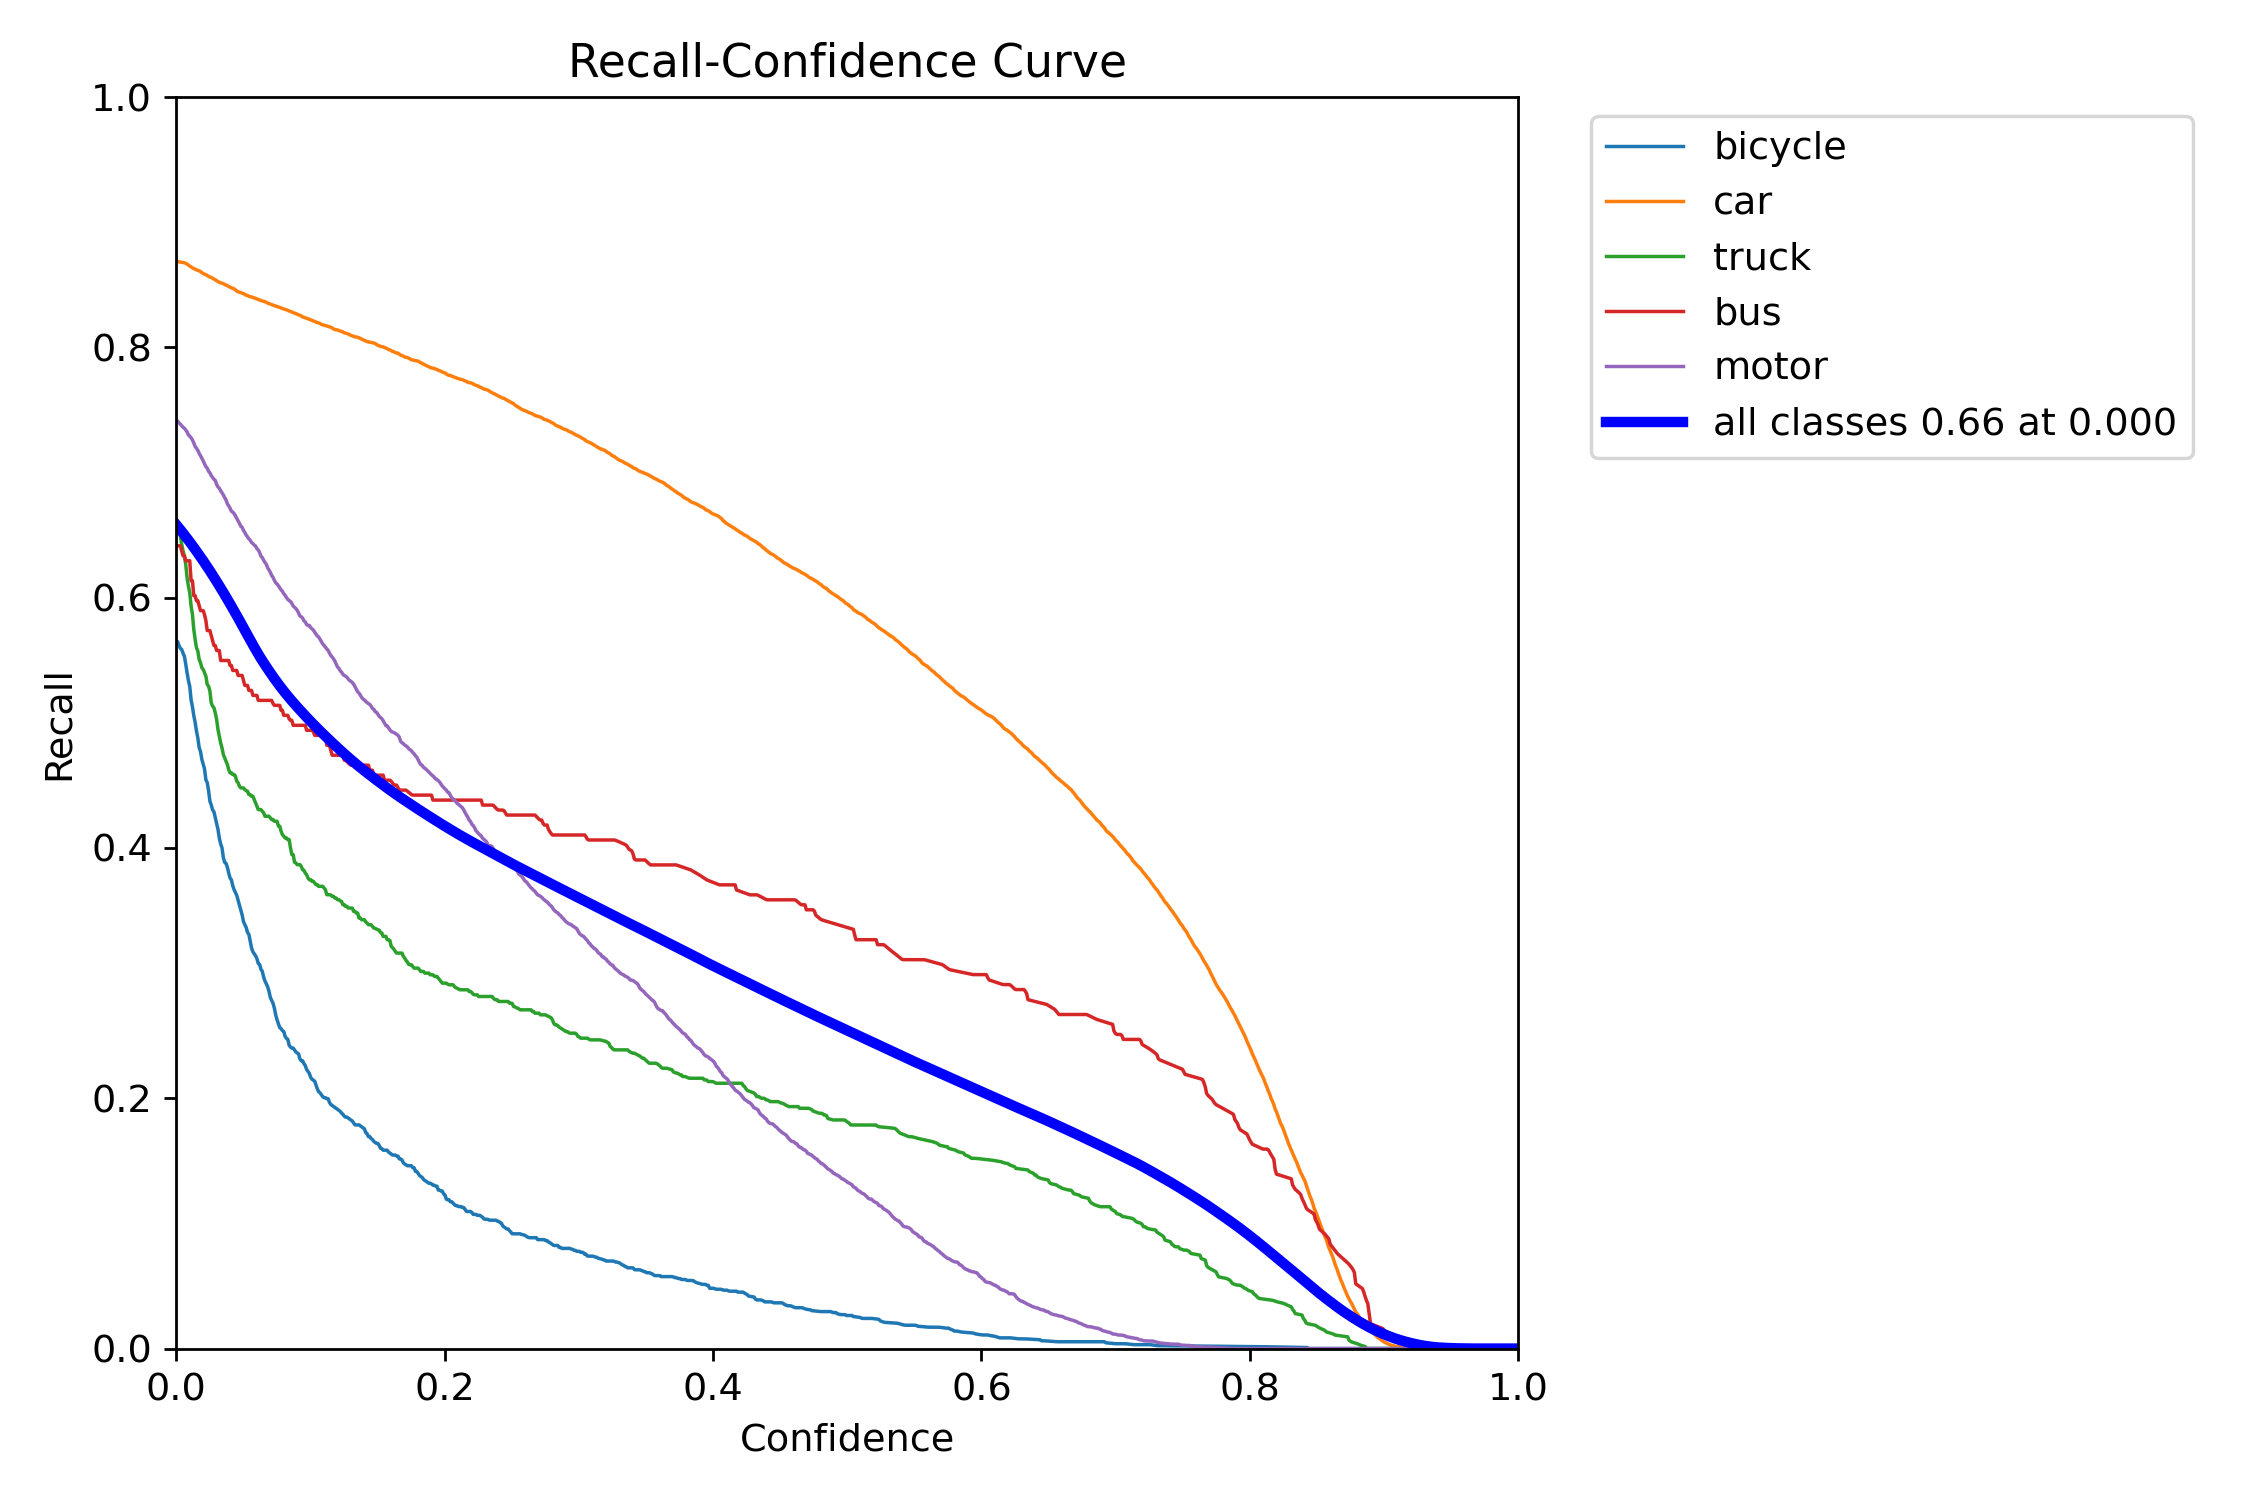 Recall-Confidence Curve
1.0
0.8
0.6
0.4
0.2
0.0
Recall
0.0 0.2 0.4 0.6 0.8 1.0
Confidence
bicycle
car
truck
bus
motor
all classes 0.66 at 0.000